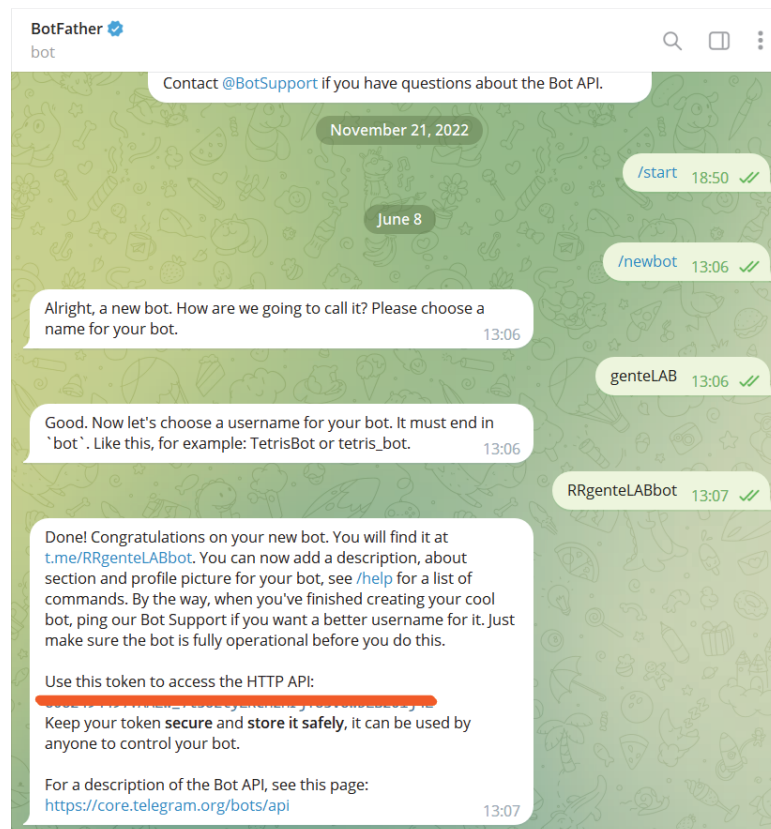 BotFather
bot
Contact @BotSupport if you have questions about the Bot API.
November 21, 2022
/start 18:50
June 8
/newbot 13:06
Alright, a new bot. How are we going to call it? Please choose a
name for your bot. 13:06
genteLAB 13:06
Good. Now let's choose a username for your bot. It must end in
`bot`. Like this, for example: TetrisBot or tetris_bot. 13:06
RRgenteLABbot 13:07
Done! Congratulations on your new bot. You will find it at
t.me/RRgenteLABbot. You can now add a description, about
section and profile picture for your bot, see /help for a list of
commands. By the way, when you've finished creating your cool
bot, ping our Bot Support if you want a better username for it. Just
make sure the bot is fully operational before you do this.
Use this token to access the HTTP API:
Keep your token secure and store it safely, it can be used by
anyone to control your bot.
For a description of the Bot API, see this page:
https://core.telegram.org/bots/api 13:07